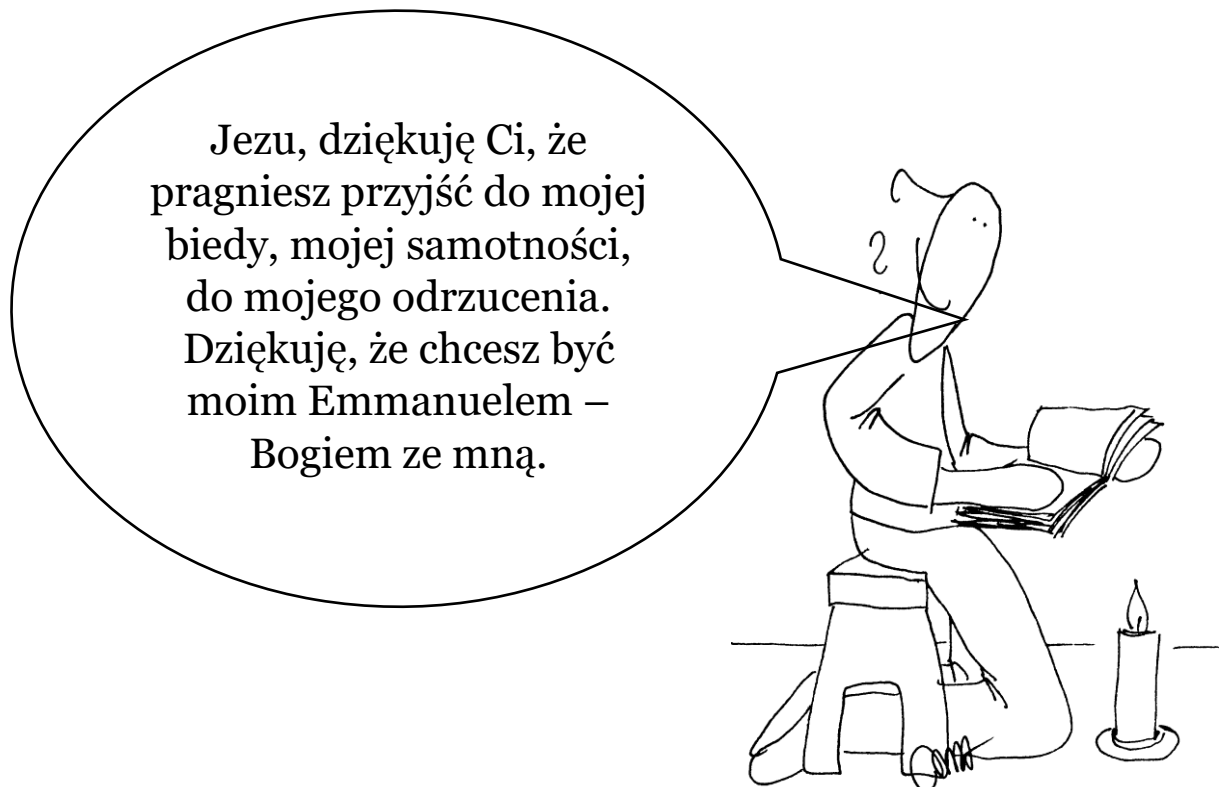 Jezu, dziękuję Ci, że
pragniesz przyjść do mojej
biedy, mojej samotności,
do mojego odrzucenia.
Dziękuję, że chcesz być
moim Emmanuelem –
Bogiem ze mną.